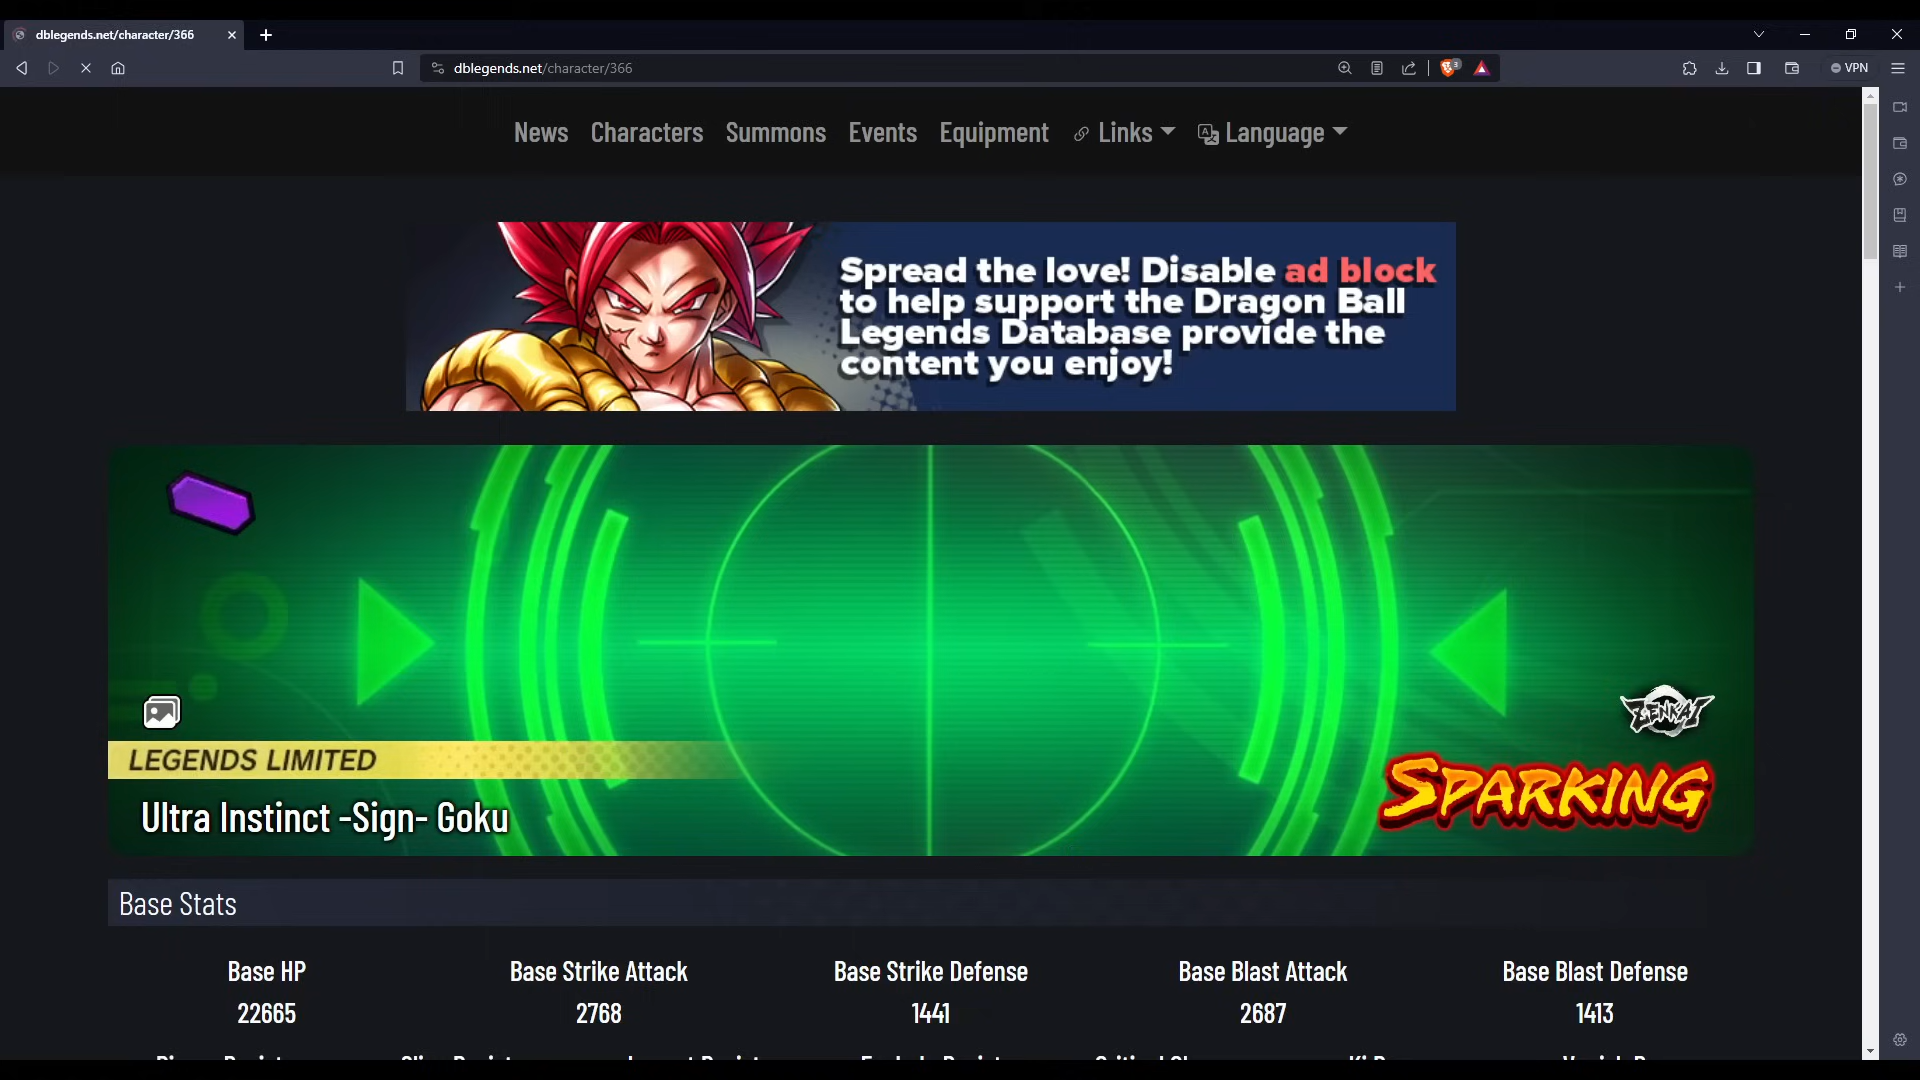 dblegends.net/character/366
dblegends.net/character/366
3
VPN
News Characters Summons Events Equipment Links Language
Spread the love! Disable ad block
to help support the Dragon Ball
Legends Database provide the
content you enjoy!
ZENKAI
LEGENDS LIMITED
SPARKING
Ultra Instinct -Sign- Goku
Base Stats
Base HP Base Strike Attack Base Strike Defense Base Blast Attack Base Blast Defense
22665 2768 1441 2687 1413